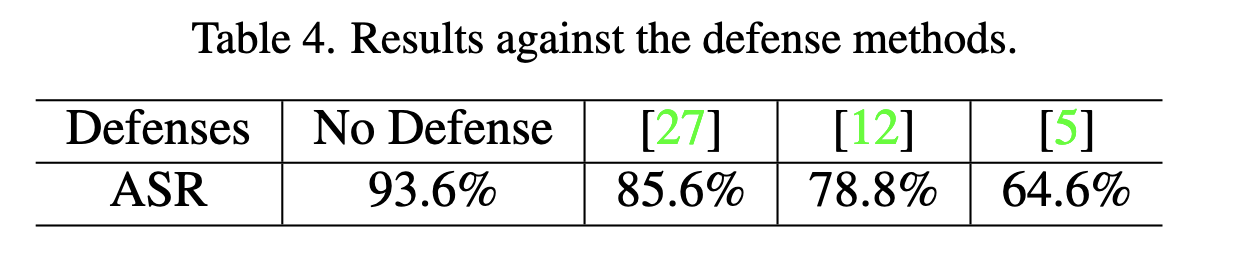 Table 4. Results against the defense methods.
Defenses No Defense [27] [12] [5]
ASR 93.6% 85.6% 78.8% 64.6%